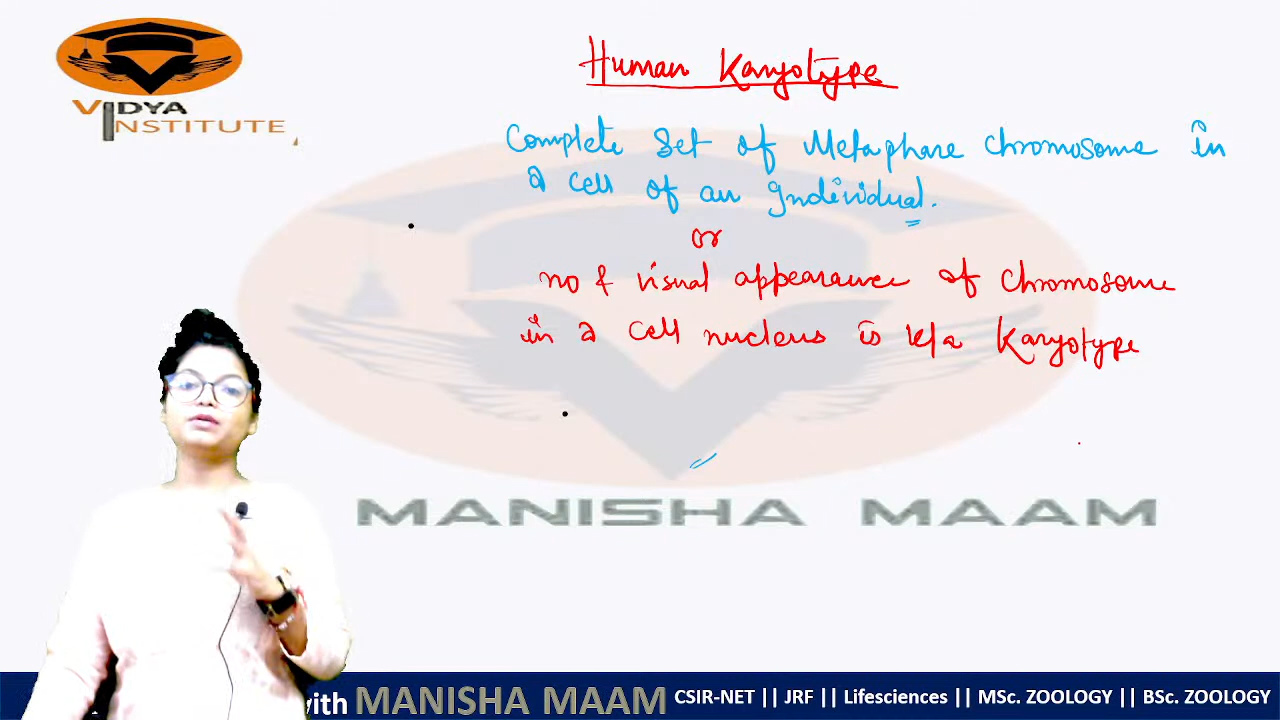 VIDYA
INSTITUTE
Human Karyotype
Complete Set of Metaphase chromosome in
a cell of an Individual.
or
no & visual appearance of chromosome
in a cell nucleus is k/a Karyotype
MANISHA MAAM
with MANISHA MAAM CSIR-NET || JRF || Lifesciences || MSc. ZOOLOGY || BSc. ZOOLOGY